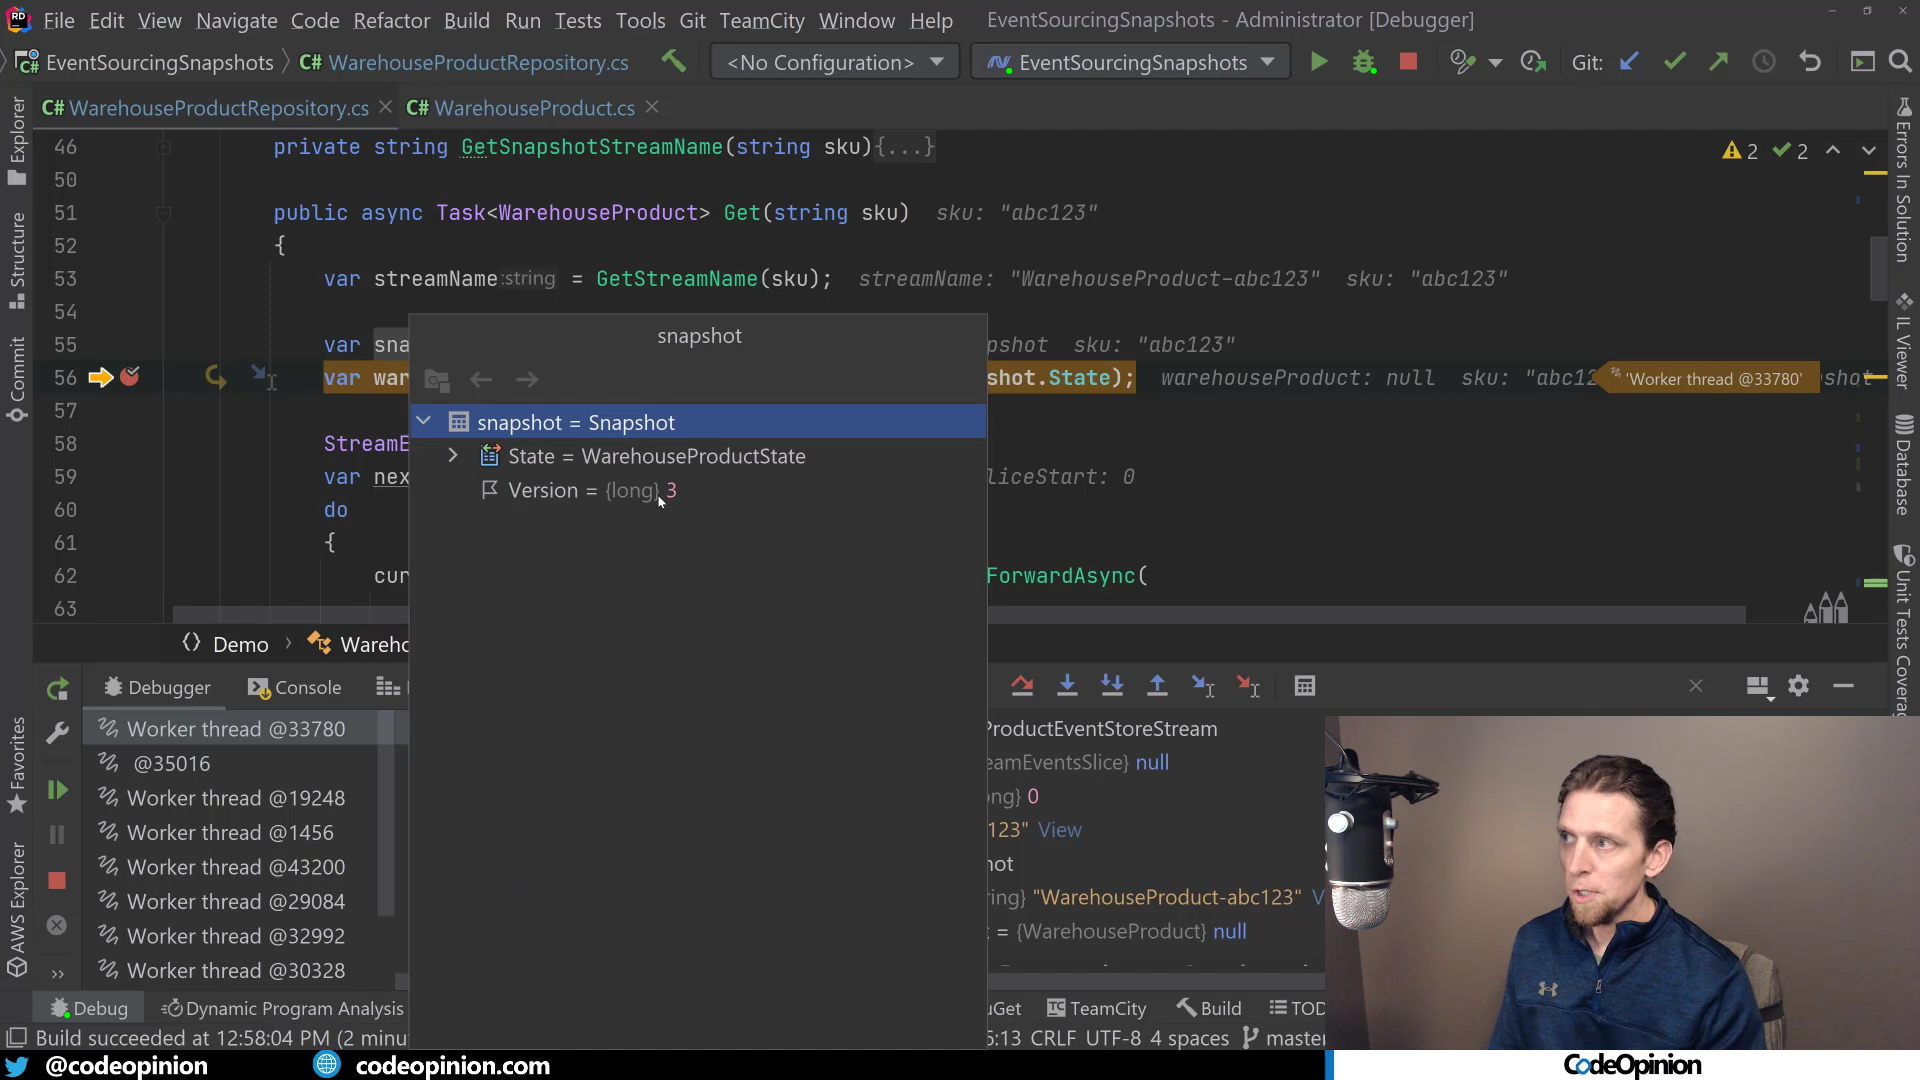 File Edit View Navigate Code Refactor Build Run Tests Tools Git TeamCity Window Help EventSourcingSnapshots - Administrator [Debugger]
EventSourcingSnapshots C# WarehouseProductRepository.cs <No Configuration> EventSourcingSnapshots Git:
C# WarehouseProductRepository.cs C# WarehouseProduct.cs
Explorer
Structure
Commit
Favorites
AWS Explorer
46 private string GetSnapshotStreamName(string sku){...}
2 2
50
51 public async Task<WarehouseProduct> Get(string sku) sku: "abc123"
52 {
53 var streamName:string = GetStreamName(sku); streamName: "WarehouseProduct-abc123" sku: "abc123"
54
55 var sna pshot sku: "abc123"
56 var war shot.State); warehouseProduct: null sku: "abc12 'Worker thread @33780' shot
57
58 StreamE
59 var nex liceStart: 0
60 do
61 {
62 cur ForwardAsync(
63
snapshot
snapshot = Snapshot
State = WarehouseProductState
Version = {long} 3
Demo Wareho
Debugger Console
Worker thread @33780
@35016
Worker thread @19248
Worker thread @1456
Worker thread @43200
Worker thread @29084
Worker thread @32992
Worker thread @30328
ProductEventStoreStream
eamEventsSlice} null
ong} 0
123" View
hot
ring} "WarehouseProduct-abc123" V
= {WarehouseProduct} null
Errors In Solution
IL Viewer
Database
Unit Tests Coverag
Debug Dynamic Program Analysis uGet TC TeamCity Build TOD
Build succeeded at 12:58:04 PM (2 minu 6:13 CRLF UTF-8 4 spaces master
@codeopinion codeopinion.com CodeOpinion